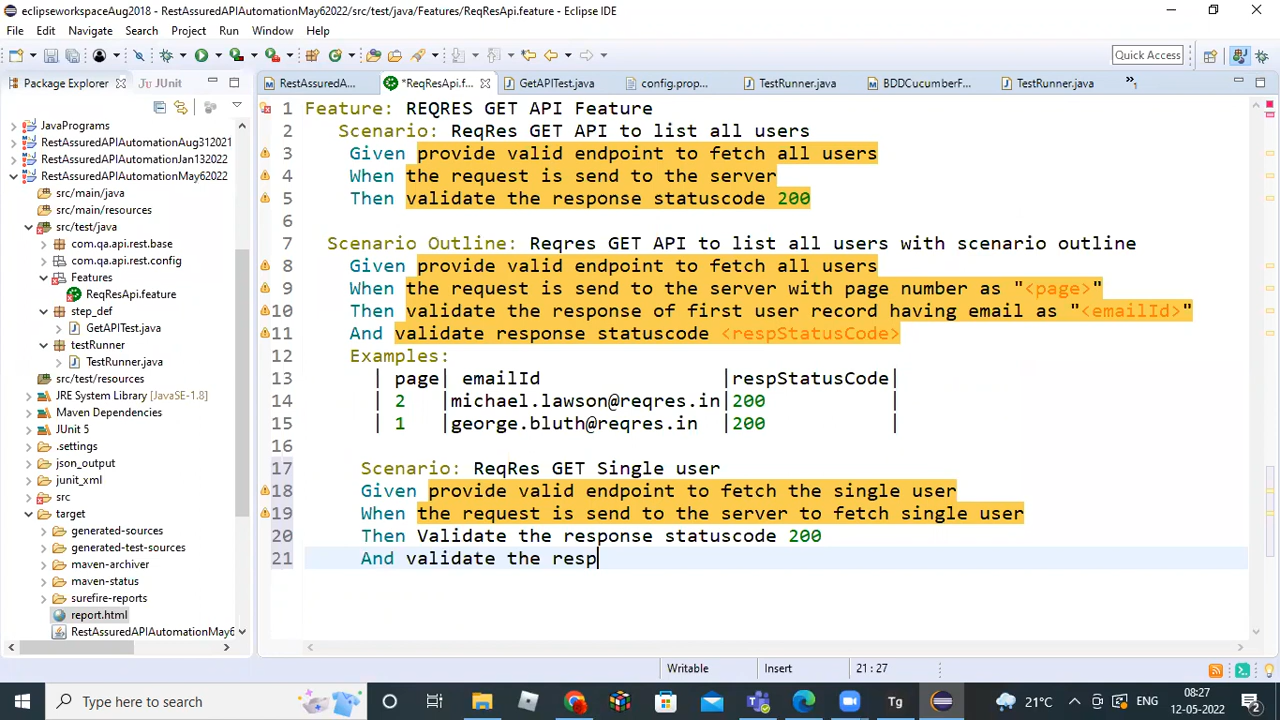 eclipseworkspaceAug2018 - RestAssuredAPIAutomationMay62022/src/test/java/Features/ReqResApi.feature - Eclipse IDE
File Edit Navigate Search Project Run Window Help
Quick Access
Package Explorer JUnit
RestAssuredA... *ReqResApi.f... GetAPITest.java config.prop... TestRunner.java BDDCucumberF... TestRunner.java »1
JavaPrograms
RestAssuredAPIAutomationAug312021
RestAssuredAPIAutomationJan132022
RestAssuredAPIAutomationMay62022
src/main/java
src/main/resources
src/test/java
com.qa.api.rest.base
com.qa.api.rest.config
Features
ReqResApi.feature
step_def
GetAPITest.java
testRunner
TestRunner.java
src/test/resources
JRE System Library [JavaSE-1.8]
Maven Dependencies
JUnit 5
.settings
json_output
junit_xml
src
target
generated-sources
generated-test-sources
maven-archiver
maven-status
surefire-reports
report.html
RestAssuredAPIAutomationMay6
1 Feature: REQRES GET API Feature
2 Scenario: ReqRes GET API to list all users
3 Given provide valid endpoint to fetch all users
4 When the request is send to the server
5 Then validate the response statuscode 200
6
7 Scenario Outline: Reqres GET API to list all users with scenario outline
8 Given provide valid endpoint to fetch all users
9 When the request is send to the server with page number as "<page>"
10 Then validate the response of first user record having email as "<emailId>"
11 And validate response statuscode <respStatusCode>
12 Examples:
13 | page| emailId |respStatusCode|
14 | 2 |michael.lawson@reqres.in|200 |
15 | 1 |george.bluth@reqres.in |200 |
16
17 Scenario: ReqRes GET Single user
18 Given provide valid endpoint to fetch the single user
19 When the request is send to the server to fetch single user
20 Then Validate the response statuscode 200
21 And validate the resp
Writable Insert 21 : 27
Type here to search
Tg
21°C ENG 08:27 12-05-2022 2